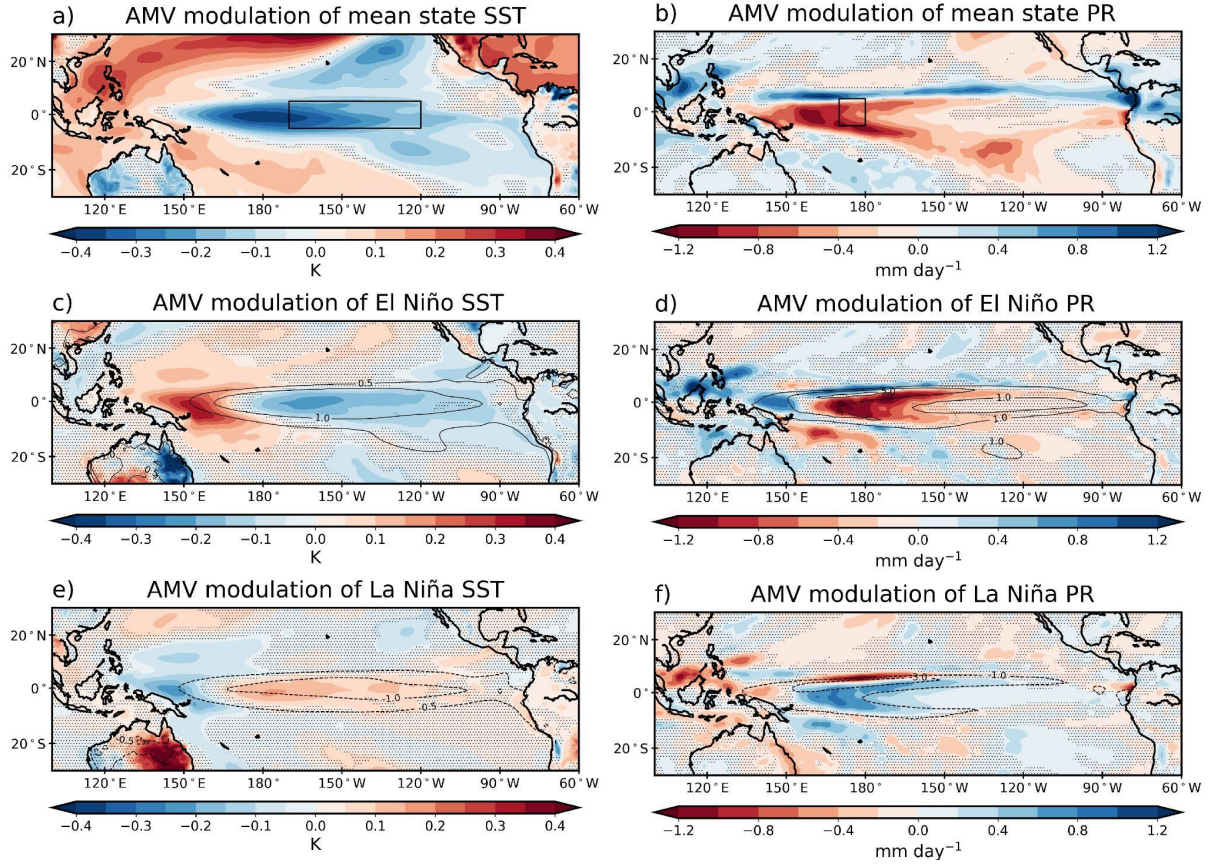 a) AMV modulation of mean state SST
20°N
0°
20°S
120°E 150°E 180° 150°W 120°W 90°W 60°W
−0.4 −0.3 −0.2 −0.1 0.0 0.1 0.2 0.3 0.4
K
b) AMV modulation of mean state PR
20°N
0°
20°S
120°E 150°E 180° 150°W 120°W 90°W 60°W
−1.2 −0.8 −0.4 0.0 0.4 0.8 1.2
mm day⁻¹
c) AMV modulation of El Niño SST
20°N
0°
20°S
0.5
0.5
1.0
120°E 150°E 180° 150°W 120°W 90°W 60°W
−0.4 −0.3 −0.2 −0.1 0.0 0.1 0.2 0.3 0.4
K
d) AMV modulation of El Niño PR
20°N
0°
20°S
3.0
1.0
1.0
1.0
120°E 150°E 180° 150°W 120°W 90°W 60°W
−1.2 −0.8 −0.4 0.0 0.4 0.8 1.2
mm day⁻¹
e) AMV modulation of La Niña SST
20°N
0°
20°S
-1.0
-0.5
-0.5
120°E 150°E 180° 150°W 120°W 90°W 60°W
−0.4 −0.3 −0.2 −0.1 0.0 0.1 0.2 0.3 0.4
K
f) AMV modulation of La Niña PR
20°N
0°
20°S
-3.0
-1.0
120°E 150°E 180° 150°W 120°W 90°W 60°W
−1.2 −0.8 −0.4 0.0 0.4 0.8 1.2
mm day⁻¹